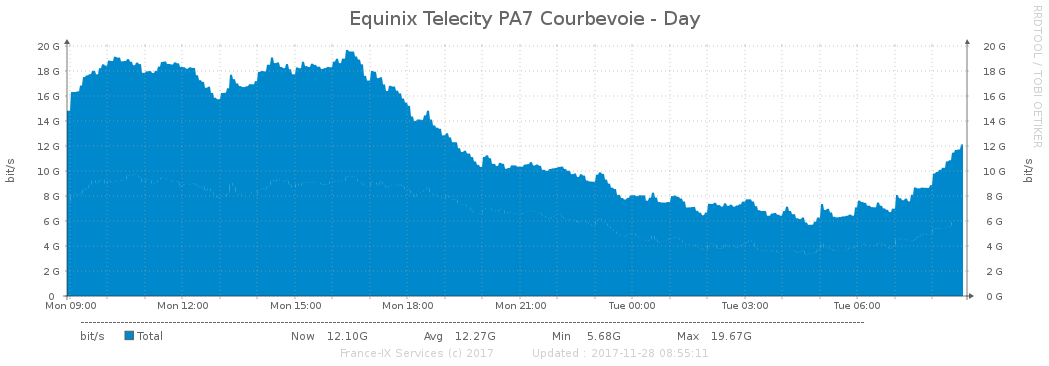 Equinix Telecity PA7 Courbevoie - Day
RRDTOOL / TOBI OETIKER
bit/s
20 G 20 G
18 G 18 G
16 G 16 G
14 G 14 G
12 G 12 G
10 G 10 G
8 G 8 G
6 G 6 G
4 G 4 G
2 G 2 G
0 0 G
bit/s
Mon 09:00 Mon 12:00 Mon 15:00 Mon 18:00 Mon 21:00 Tue 00:00 Tue 03:00 Tue 06:00
bit/s Total Now 12.10G Avg 12.27G Min 5.68G Max 19.67G
France-IX Services (c) 2017 Updated : 2017-11-28 08:55:11